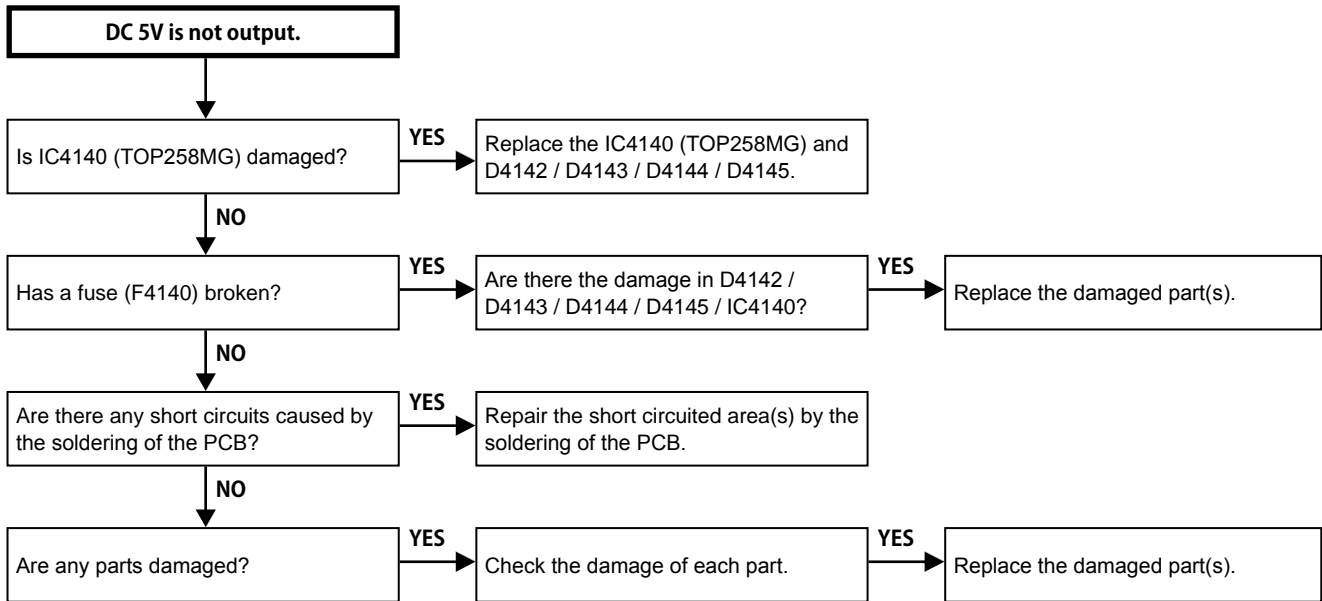 DC 5V is not output.
YES
Is IC4140 (TOP258MG) damaged?
Replace the IC4140 (TOP258MG) and
D4142 / D4143 / D4144 / D4145.
NO
YES
YES
Has a fuse (F4140) broken?
Are there the damage in D4142 /
D4143 / D4144 / D4145 / IC4140?
Replace the damaged part(s).
NO
YES
Are there any short circuits caused by
the soldering of the PCB?
Repair the short circuited area(s) by the
soldering of the PCB.
NO
YES
YES
Are any parts damaged?
Check the damage of each part.
Replace the damaged part(s).